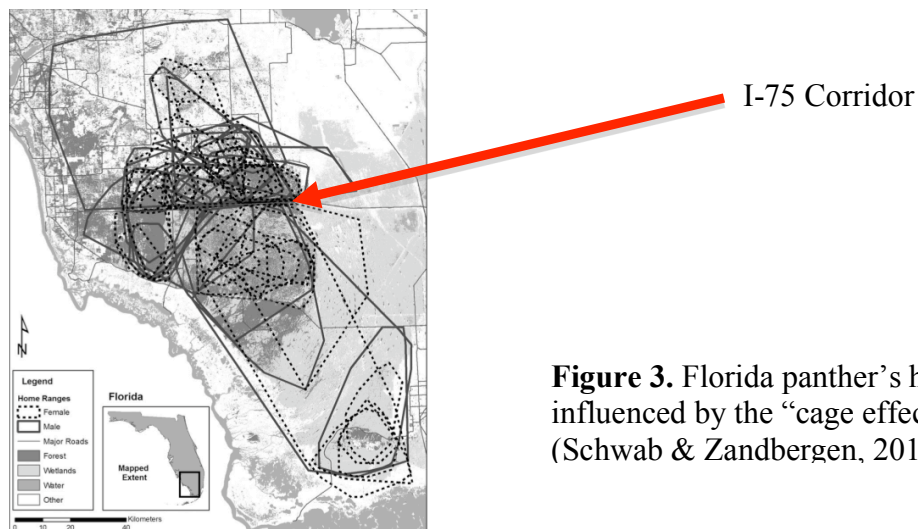 I-75 Corridor
N
Legend
Home Ranges
Female
Male
Major Roads
Forest
Wetlands
Water
Other
Florida
Mapped
Extent
Kilometers
0 10 20 40
Figure 3. Florida panther’s h
influenced by the “cage effec
(Schwab & Zandbergen, 201